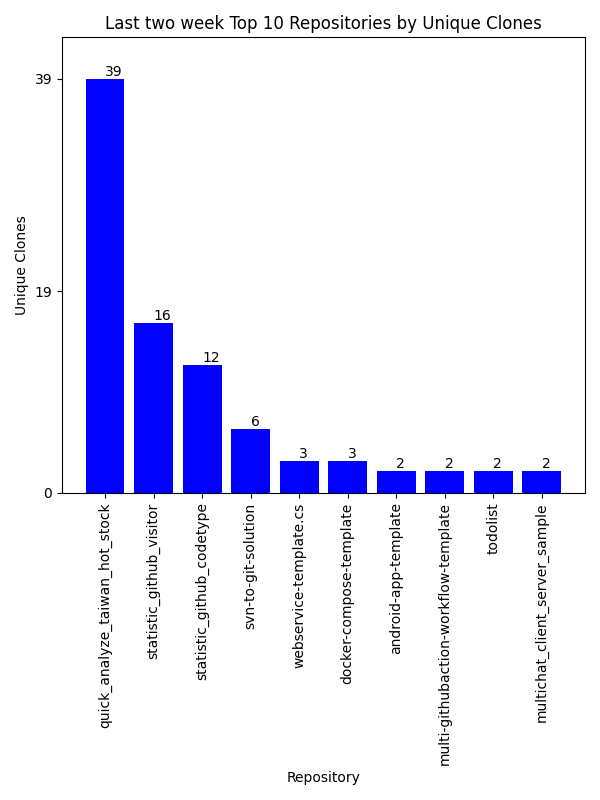 Last two week Top 10 Repositories by Unique Clones
Unique Clones
39
19
0
39
16
12
6
3
3
2
2
2
2
quick_analyze_taiwan_hot_stock
statistic_github_visitor
statistic_github_codetype
svn-to-git-solution
webservice-template.cs
docker-compose-template
android-app-template
multi-githubaction-workflow-template
todolist
multichat_client_server_sample
Repository